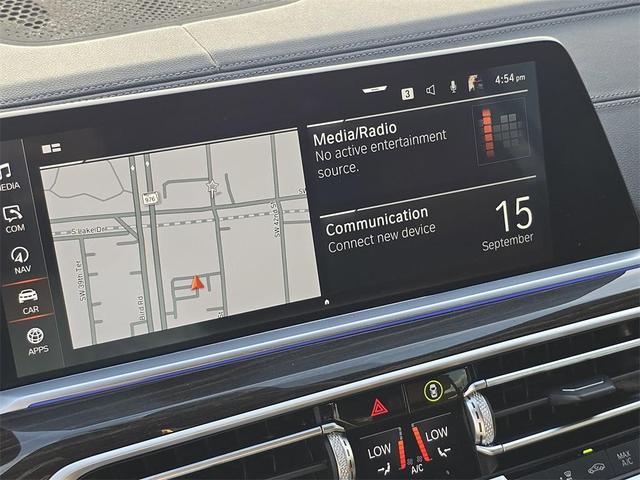 3
4:54 pm
MEDIA
COM
NAV
CAR
APPS
976
S Lake Dr
SW 39th Ter
Bird Rd
SW 42nd S
SW
St
Media/Radio
No active entertainment
source.
Communication
Connect new device
15
September
LOW
LOW
A/C
MAX
A/C